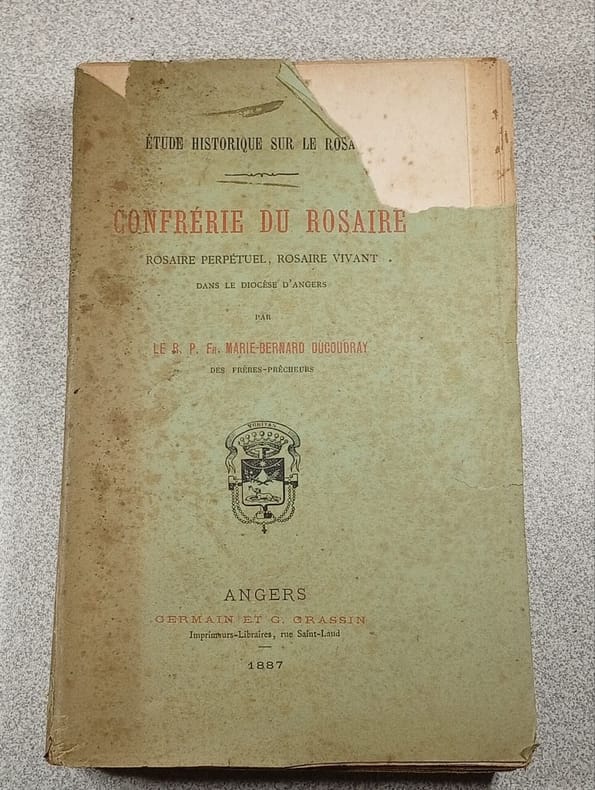 ÉTUDE HISTORIQUE SUR LE ROSA
CONFRÉRIE DU ROSAIRE
ROSAIRE PERPÉTUEL, ROSAIRE VIVANT
DANS LE DIOCÈSE D'ANGERS
PAR
LE R. P. FR. MARIE-BERNARD DUCOUDRAY
DES FRÈRES-PRÊCHEURS
VERITAS
ANGERS
GERMAIN ET G. GRASSIN
Imprimeurs-Libraires, rue Saint-Laud
1887